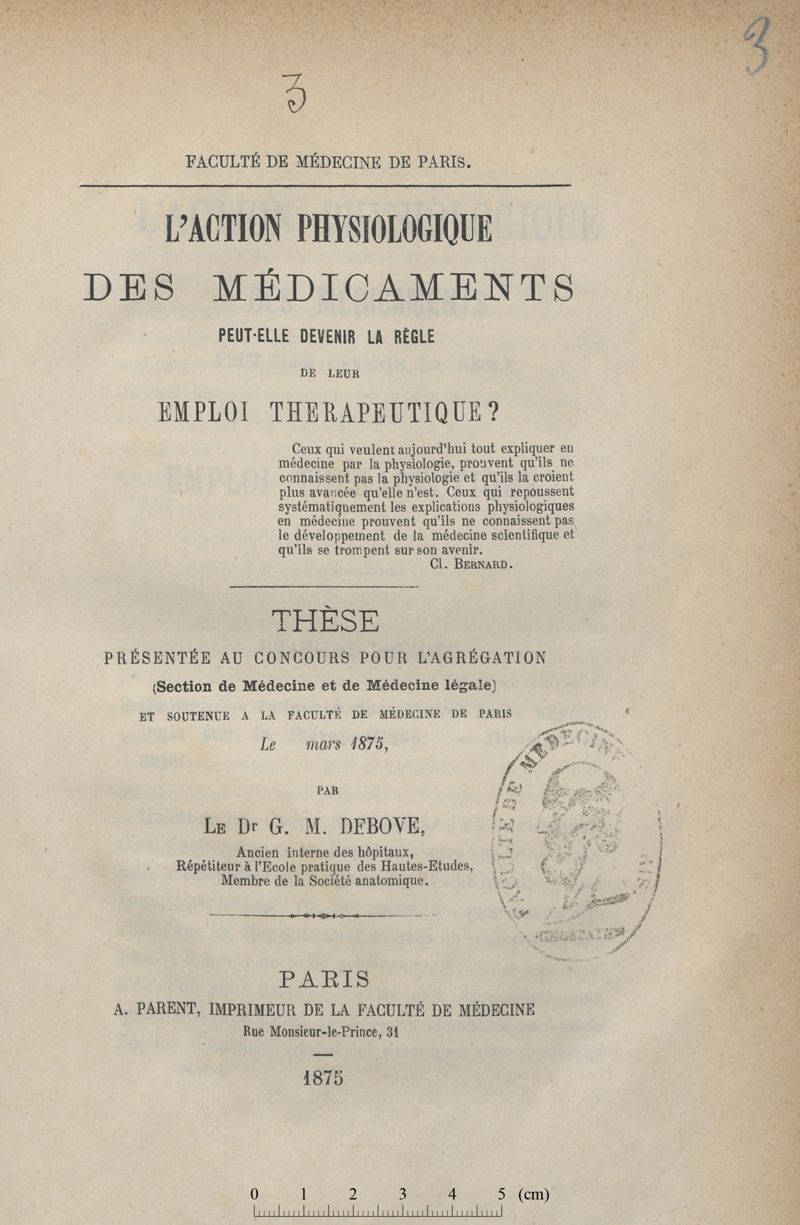 3
3
FACULTÉ DE MÉDECINE DE PARIS.
L'ACTION PHYSIOLOGIQUE
DES MÉDICAMENTS
PEUT-ELLE DEVENIR LA RÈGLE
DE LEUR
EMPLOI THERAPEUTIQUE?
Ceux qui veulent aujourd'hui tout expliquer en
médecine par la physiologie, prouvent qu'ils ne
connaissent pas la physiologie et qu'ils la croient
plus avancée qu'elle n'est. Ceux qui repoussent
systématiquement les explications physiologiques
en médecine prouvent qu'ils ne connaissent pas
le développement de la médecine scientifique et
qu'ils se trompent sur son avenir.
Cl. BERNARD.
THÈSE
PRÉSENTÉE AU CONCOURS POUR L'AGRÉGATION
(Section de Médecine et de Médecine légale)
ET SOUTENUE A LA FACULTÉ DE MÉDECINE DE PARIS
Le mars 1875,
PAR
LE Dr G. M. DEBOVE,
Ancien interne des hôpitaux,
Répétiteur à l'Ecole pratique des Hautes-Etudes,
Membre de la Société anatomique.
PARIS
A. PARENT, IMPRIMEUR DE LA FACULTÉ DE MÉDECINE
Rue Monsieur-le-Prince, 31
1875
0 1 2 3 4 5 (cm)